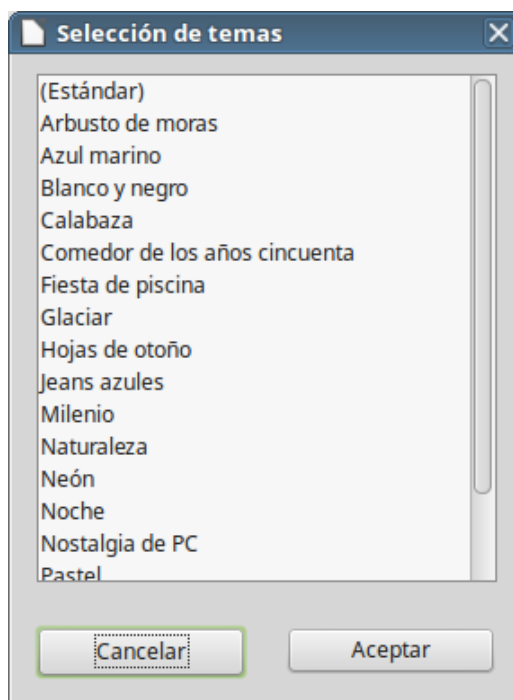 Selección de temas
(Estándar)
Arbusto de moras
Azul marino
Blanco y negro
Calabaza
Comedor de los años cincuenta
Fiesta de piscina
Glaciar
Hojas de otoño
Jeans azules
Milenio
Naturaleza
Neón
Noche
Nostalgia de PC
Pastel
Cancelar Aceptar